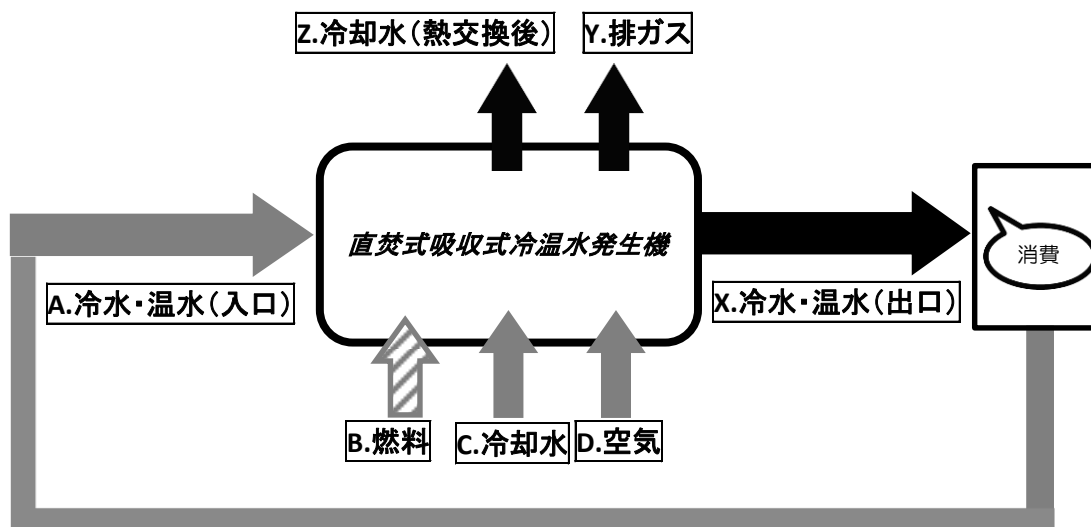 Z.冷却水（熱交換後）
Y.排ガス
直焚式吸収式冷温水発生機
消費
A.冷水・温水（入口）
X.冷水・温水（出口）
B.燃料
C.冷却水
D.空気